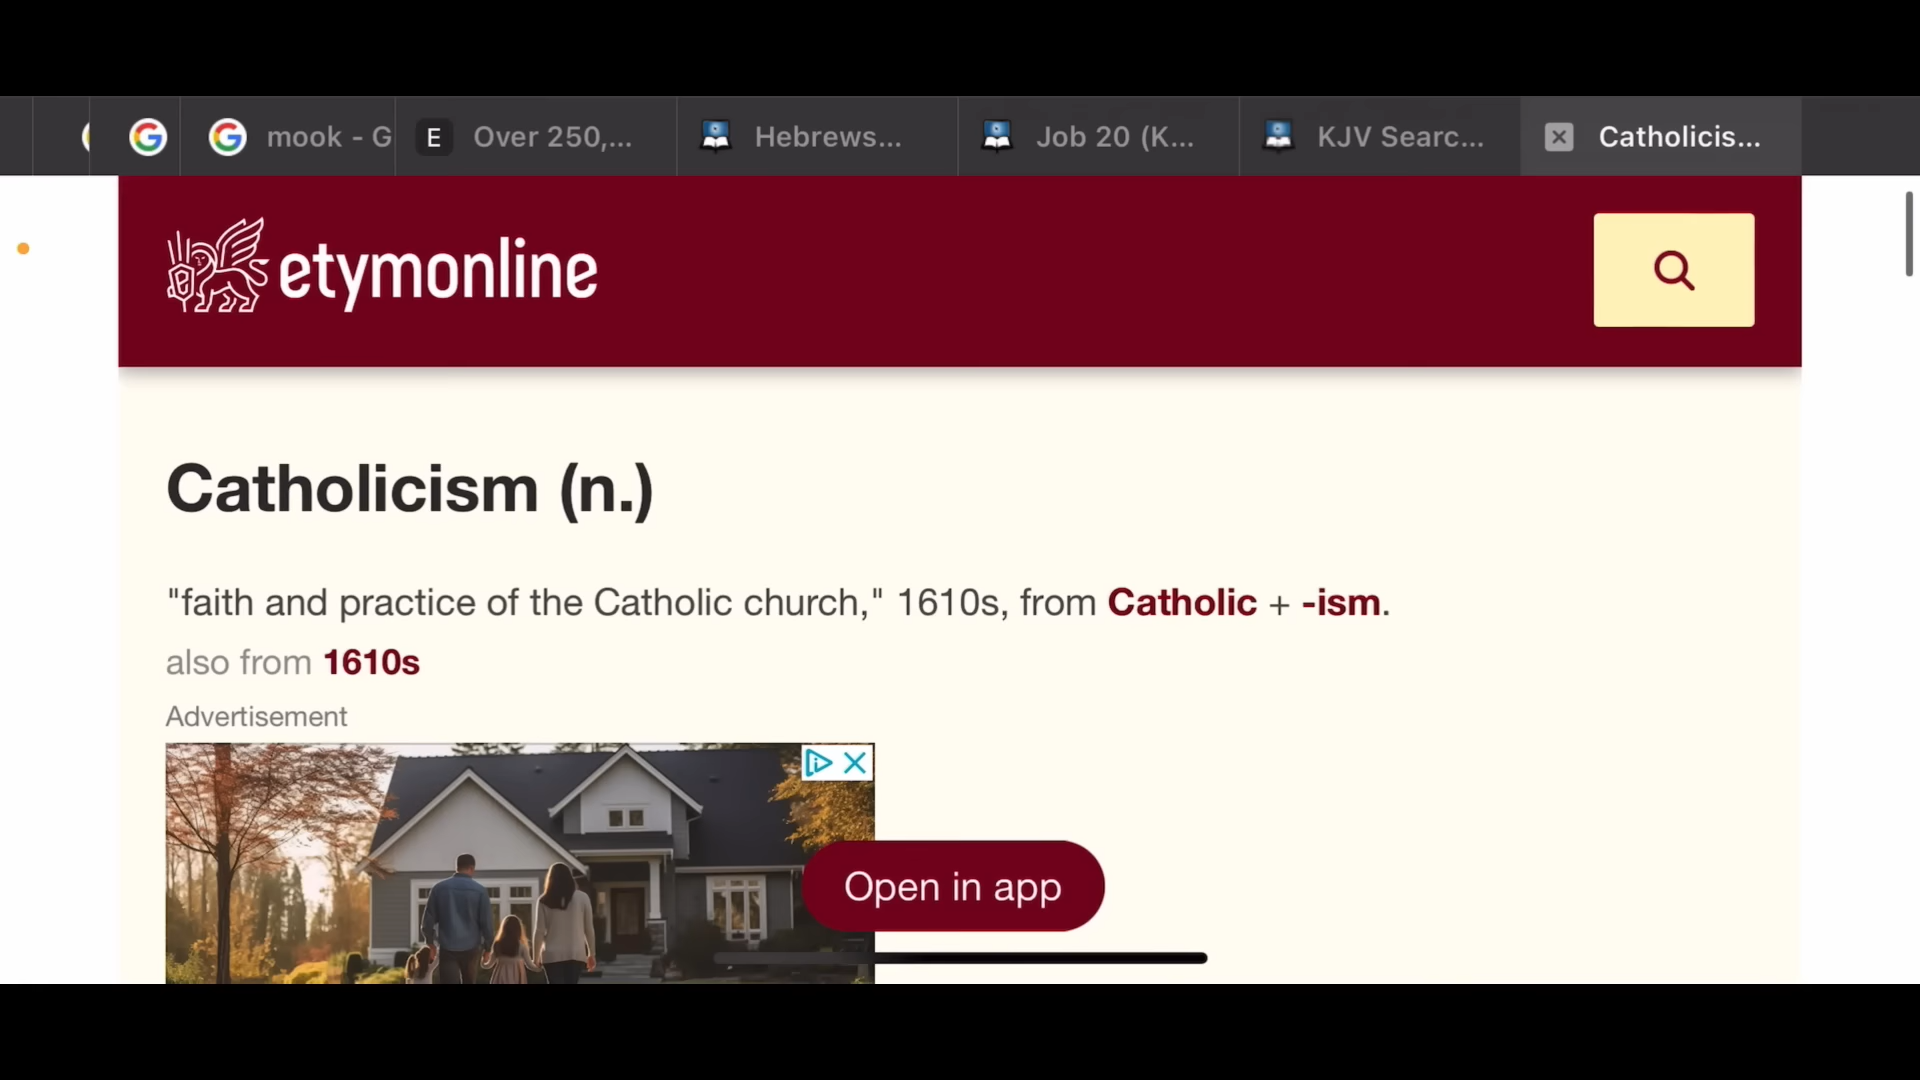 mook - G
E
Over 250,...
Hebrews...
Job 20 (K...
KJV Searc...
Catholicis...
etymonline
Catholicism (n.)
"faith and practice of the Catholic church," 1610s, from Catholic + -ism.
also from 1610s
Advertisement
Open in app